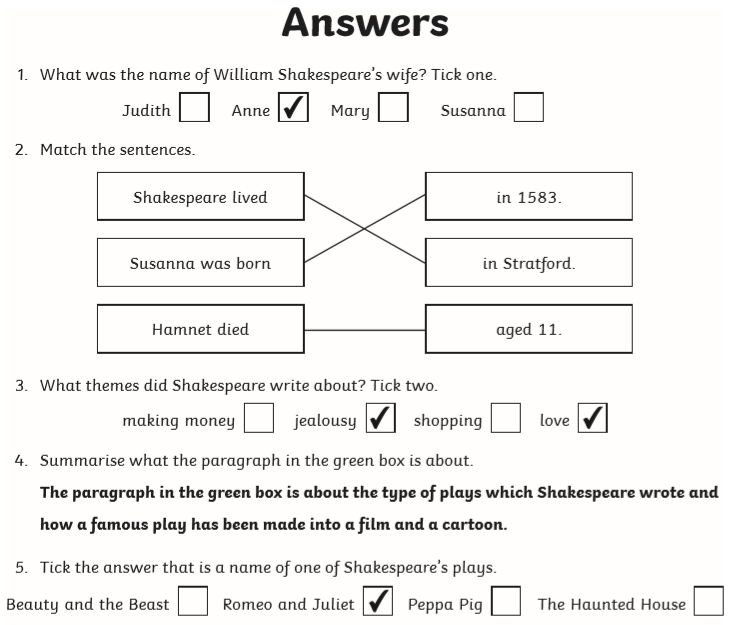 Answers
1. What was the name of William Shakespeare's wife? Tick one.
Judith Anne ✓ Mary Susanna
2. Match the sentences.
Shakespeare lived in 1583.
Susanna was born in Stratford.
Hamnet died aged 11.
3. What themes did Shakespeare write about? Tick two.
making money jealousy ✓ shopping love ✓
4. Summarise what the paragraph in the green box is about.
The paragraph in the green box is about the type of plays which Shakespeare wrote and
how a famous play has been made into a film and a cartoon.
5. Tick the answer that is a name of one of Shakespeare's plays.
Beauty and the Beast Romeo and Juliet ✓ Peppa Pig The Haunted House